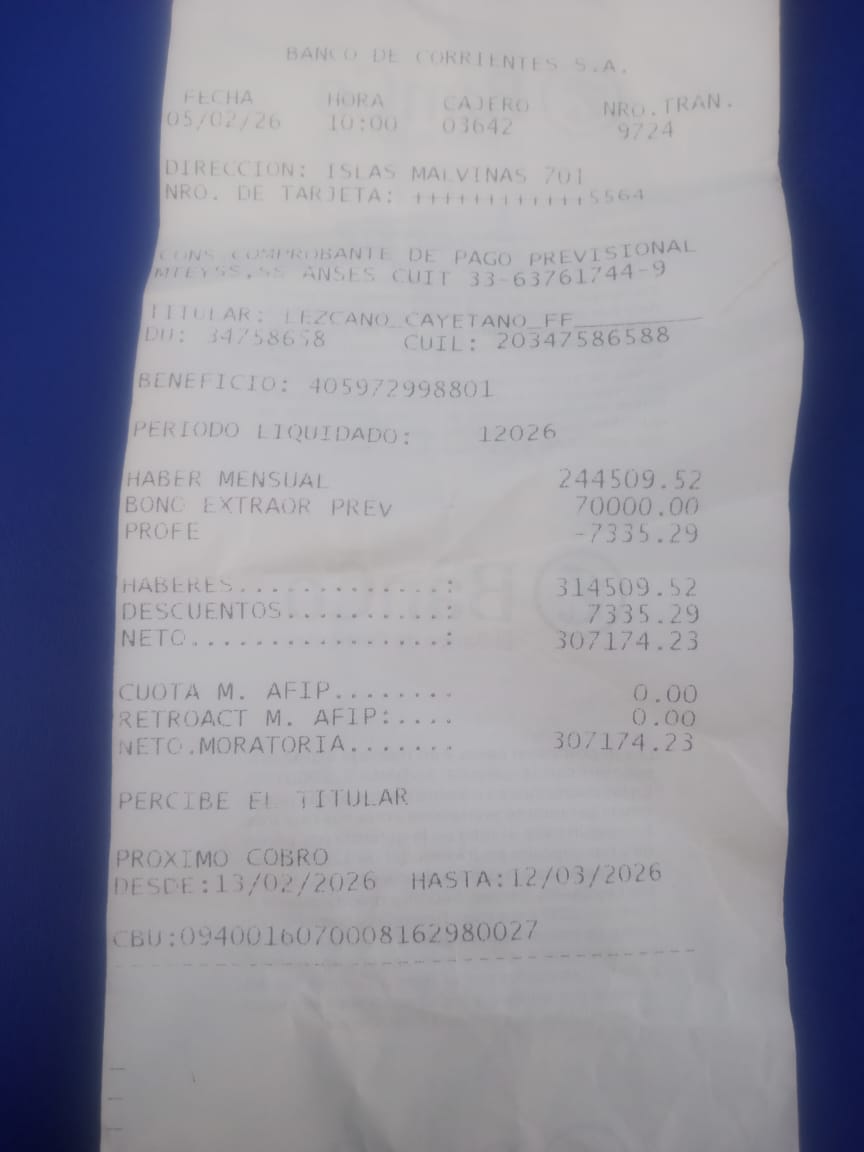 BANCO DE CORRIENTES S.A.
FECHA HORA CAJERO NRO.TRAN.
05/02/26 10:00 03642 9724
DIRECCION: ISLAS MALVINAS 701
NRO. DE TARJETA: ++++++++++++5564
CONS COMPROBANTE DE PAGO PREVISIONAL
MTEYSS.SS ANSES CUIT 33-63761744-9
TITULAR: LEZCANO_CAYETANO_FF__________
DU: 34758658 CUIL: 20347586588
BENEFICIO: 405972998801
PERIODO LIQUIDADO: 12026
HABER MENSUAL 244509.52
BONO EXTRAOR PREV 70000.00
PROFE -7335.29
HABERES..............: 314509.52
DESCUENTOS..........: 7335.29
NETO................: 307174.23
CUOTA M. AFIP........ 0.00
RETROACT M. AFIP:.... 0.00
NETO.MORATORIA....... 307174.23
PERCIBE EL TITULAR
PROXIMO COBRO
DESDE:13/02/2026 HASTA:12/03/2026
CBU:0940016070008162980027